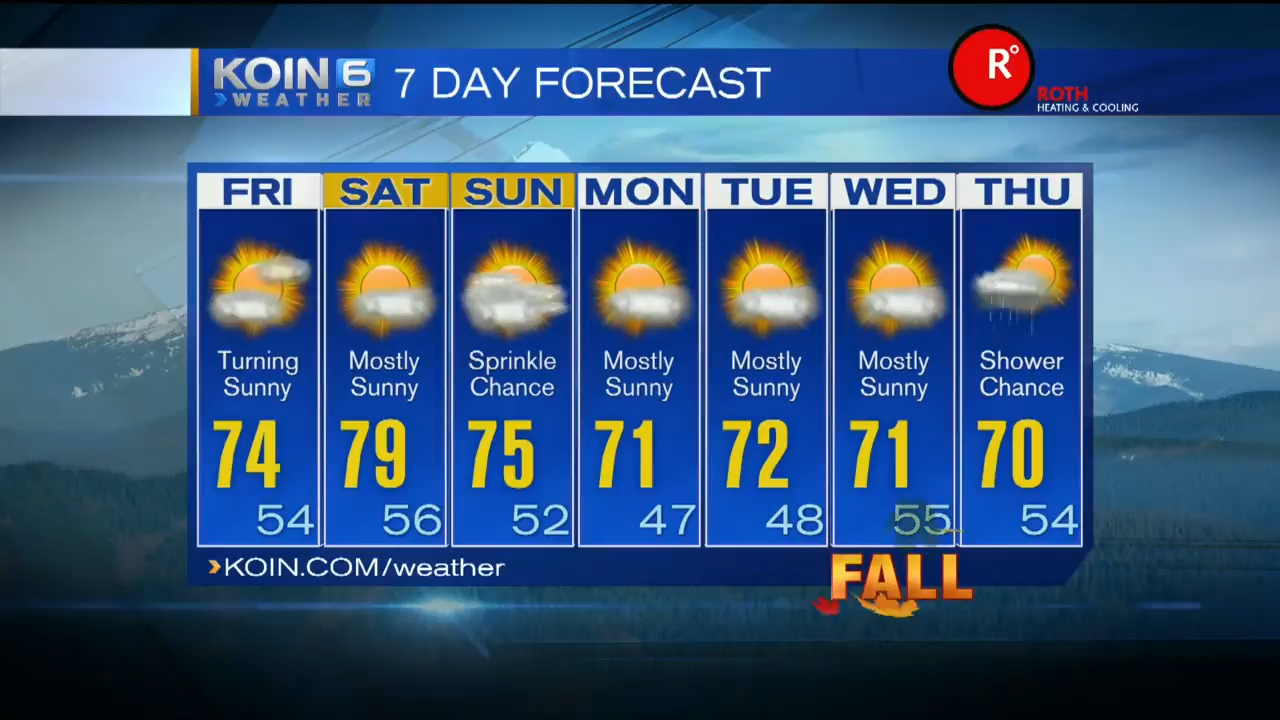 KOIN 6
WEATHER
7 DAY FORECAST
R°
ROTH
HEATING & COOLING
FRI SAT SUN MON TUE WED THU
Turning Sunny
Mostly Sunny
Sprinkle Chance
Mostly Sunny
Mostly Sunny
Mostly Sunny
Shower Chance
74 79 75 71 72 71 70
54 56 52 47 48 55 54
KOIN.COM/weather
FALL